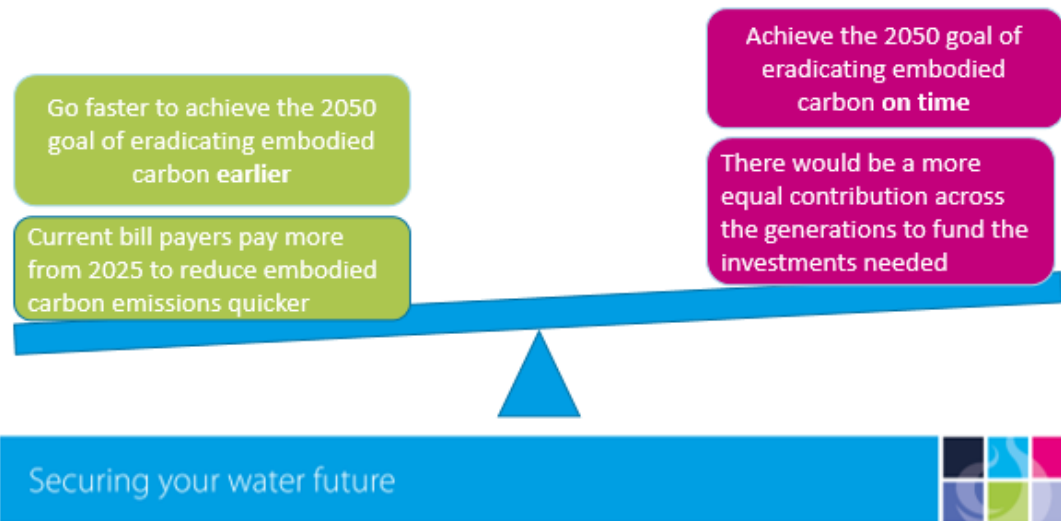 Go faster to achieve the 2050
goal of eradicating embodied
carbon earlier
Current bill payers pay more
from 2025 to reduce embodied
carbon emissions quicker
Achieve the 2050 goal of
eradicating embodied
carbon on time
There would be a more
equal contribution across
the generations to fund the
investments needed
Securing your water future